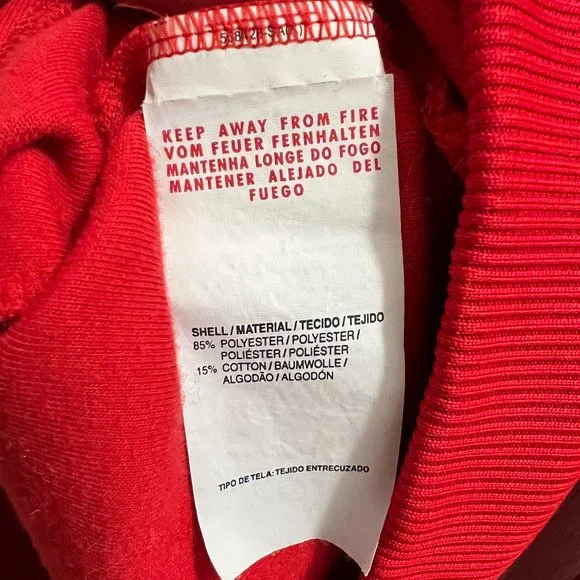 KEEP AWAY FROM FIRE
VOM FEUER FERNHALTEN
MANTENHA LONGE DO FOGO
MANTENER ALEJADO DEL
FUEGO
SHELL / MATERIAL / TECIDO / TEJIDO
85% POLYESTER / POLYESTER /
POLIÉSTER / POLIÉSTER
15% COTTON / BAUMWOLLE /
ALGODÃO / ALGODÓN
TIPO DE TELA: TEJIDO ENTRECUZADO